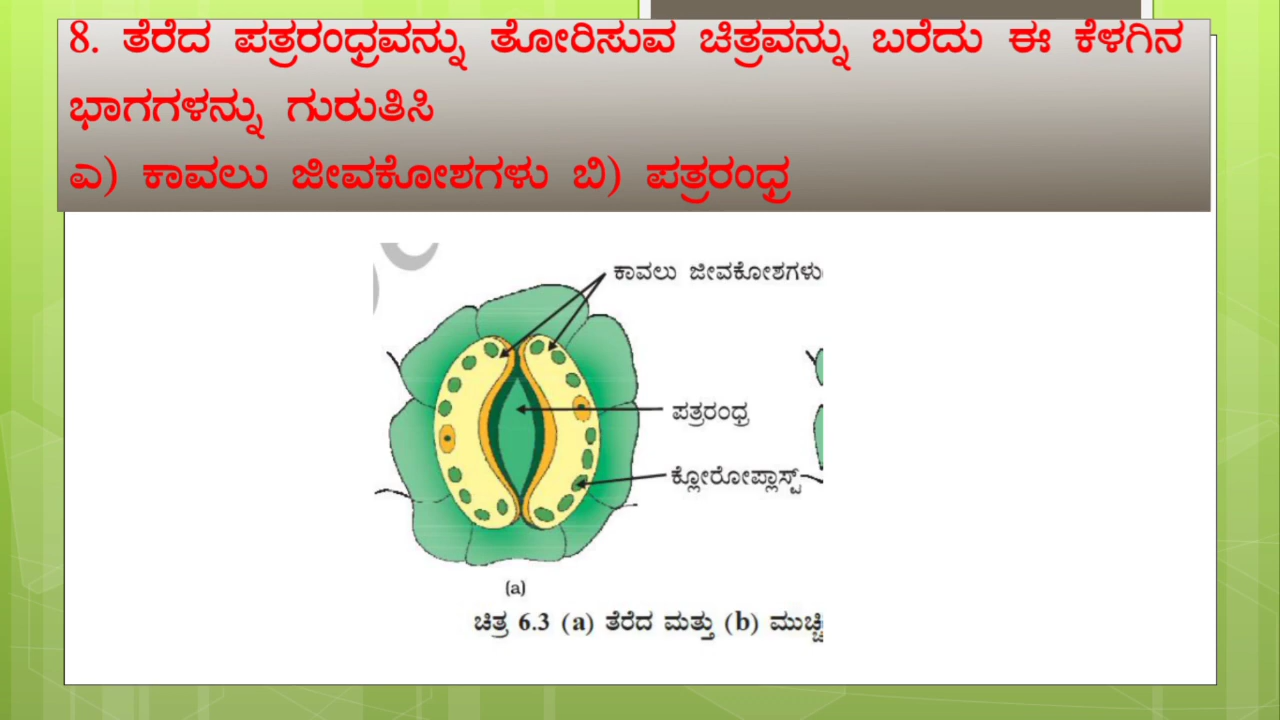 8. ತೆರೆದ ಪತ್ರರಂಧ್ರವನ್ನು ತೋರಿಸುವ ಚಿತ್ರವನ್ನು ಬರೆದು ಈ ಕೆಳಗಿನ
ಭಾಗಗಳನ್ನು ಗುರುತಿಸಿ
ಎ) ಕಾವಲು ಜೀವಕೋಶಗಳು ಬಿ) ಪತ್ರರಂಧ್ರ
ಕಾವಲು ಜೀವಕೋಶಗಳು
ಪತ್ರರಂಧ್ರ
ಕ್ಲೋರೋಪ್ಲಾಸ್ಟ್
(a)
ಚಿತ್ರ 6.3 (a) ತೆರೆದ ಮತ್ತು (b)